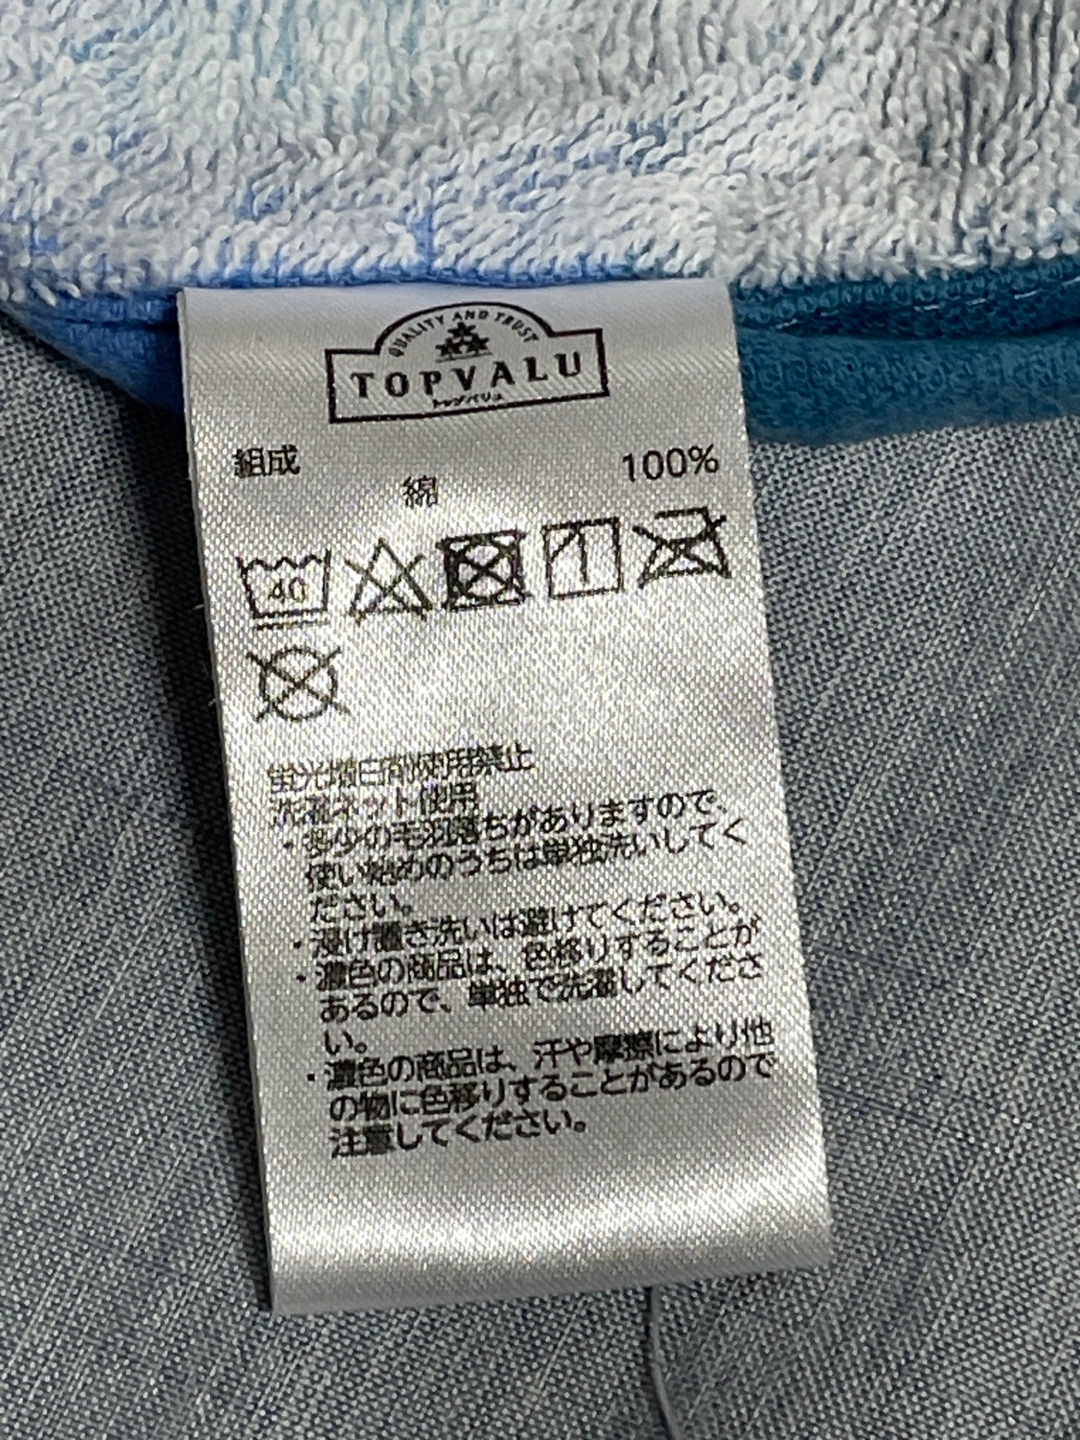 QUALITY AND TRUST
TOPVALU
トップバリュ
組成
綿 100%
40
蛍光増白剤使用禁止
洗濯ネット使用
・多少の毛羽落ちがありますので、
使い始めのうちは単独洗いしてく
ださい。
・浸け置き洗いは避けてください。
・濃色の商品は、色移りすることが
あるので、単独で洗濯してくださ
い。
・濃色の商品は、汗や摩擦により他
の物に色移りすることがあるので
注意してください。